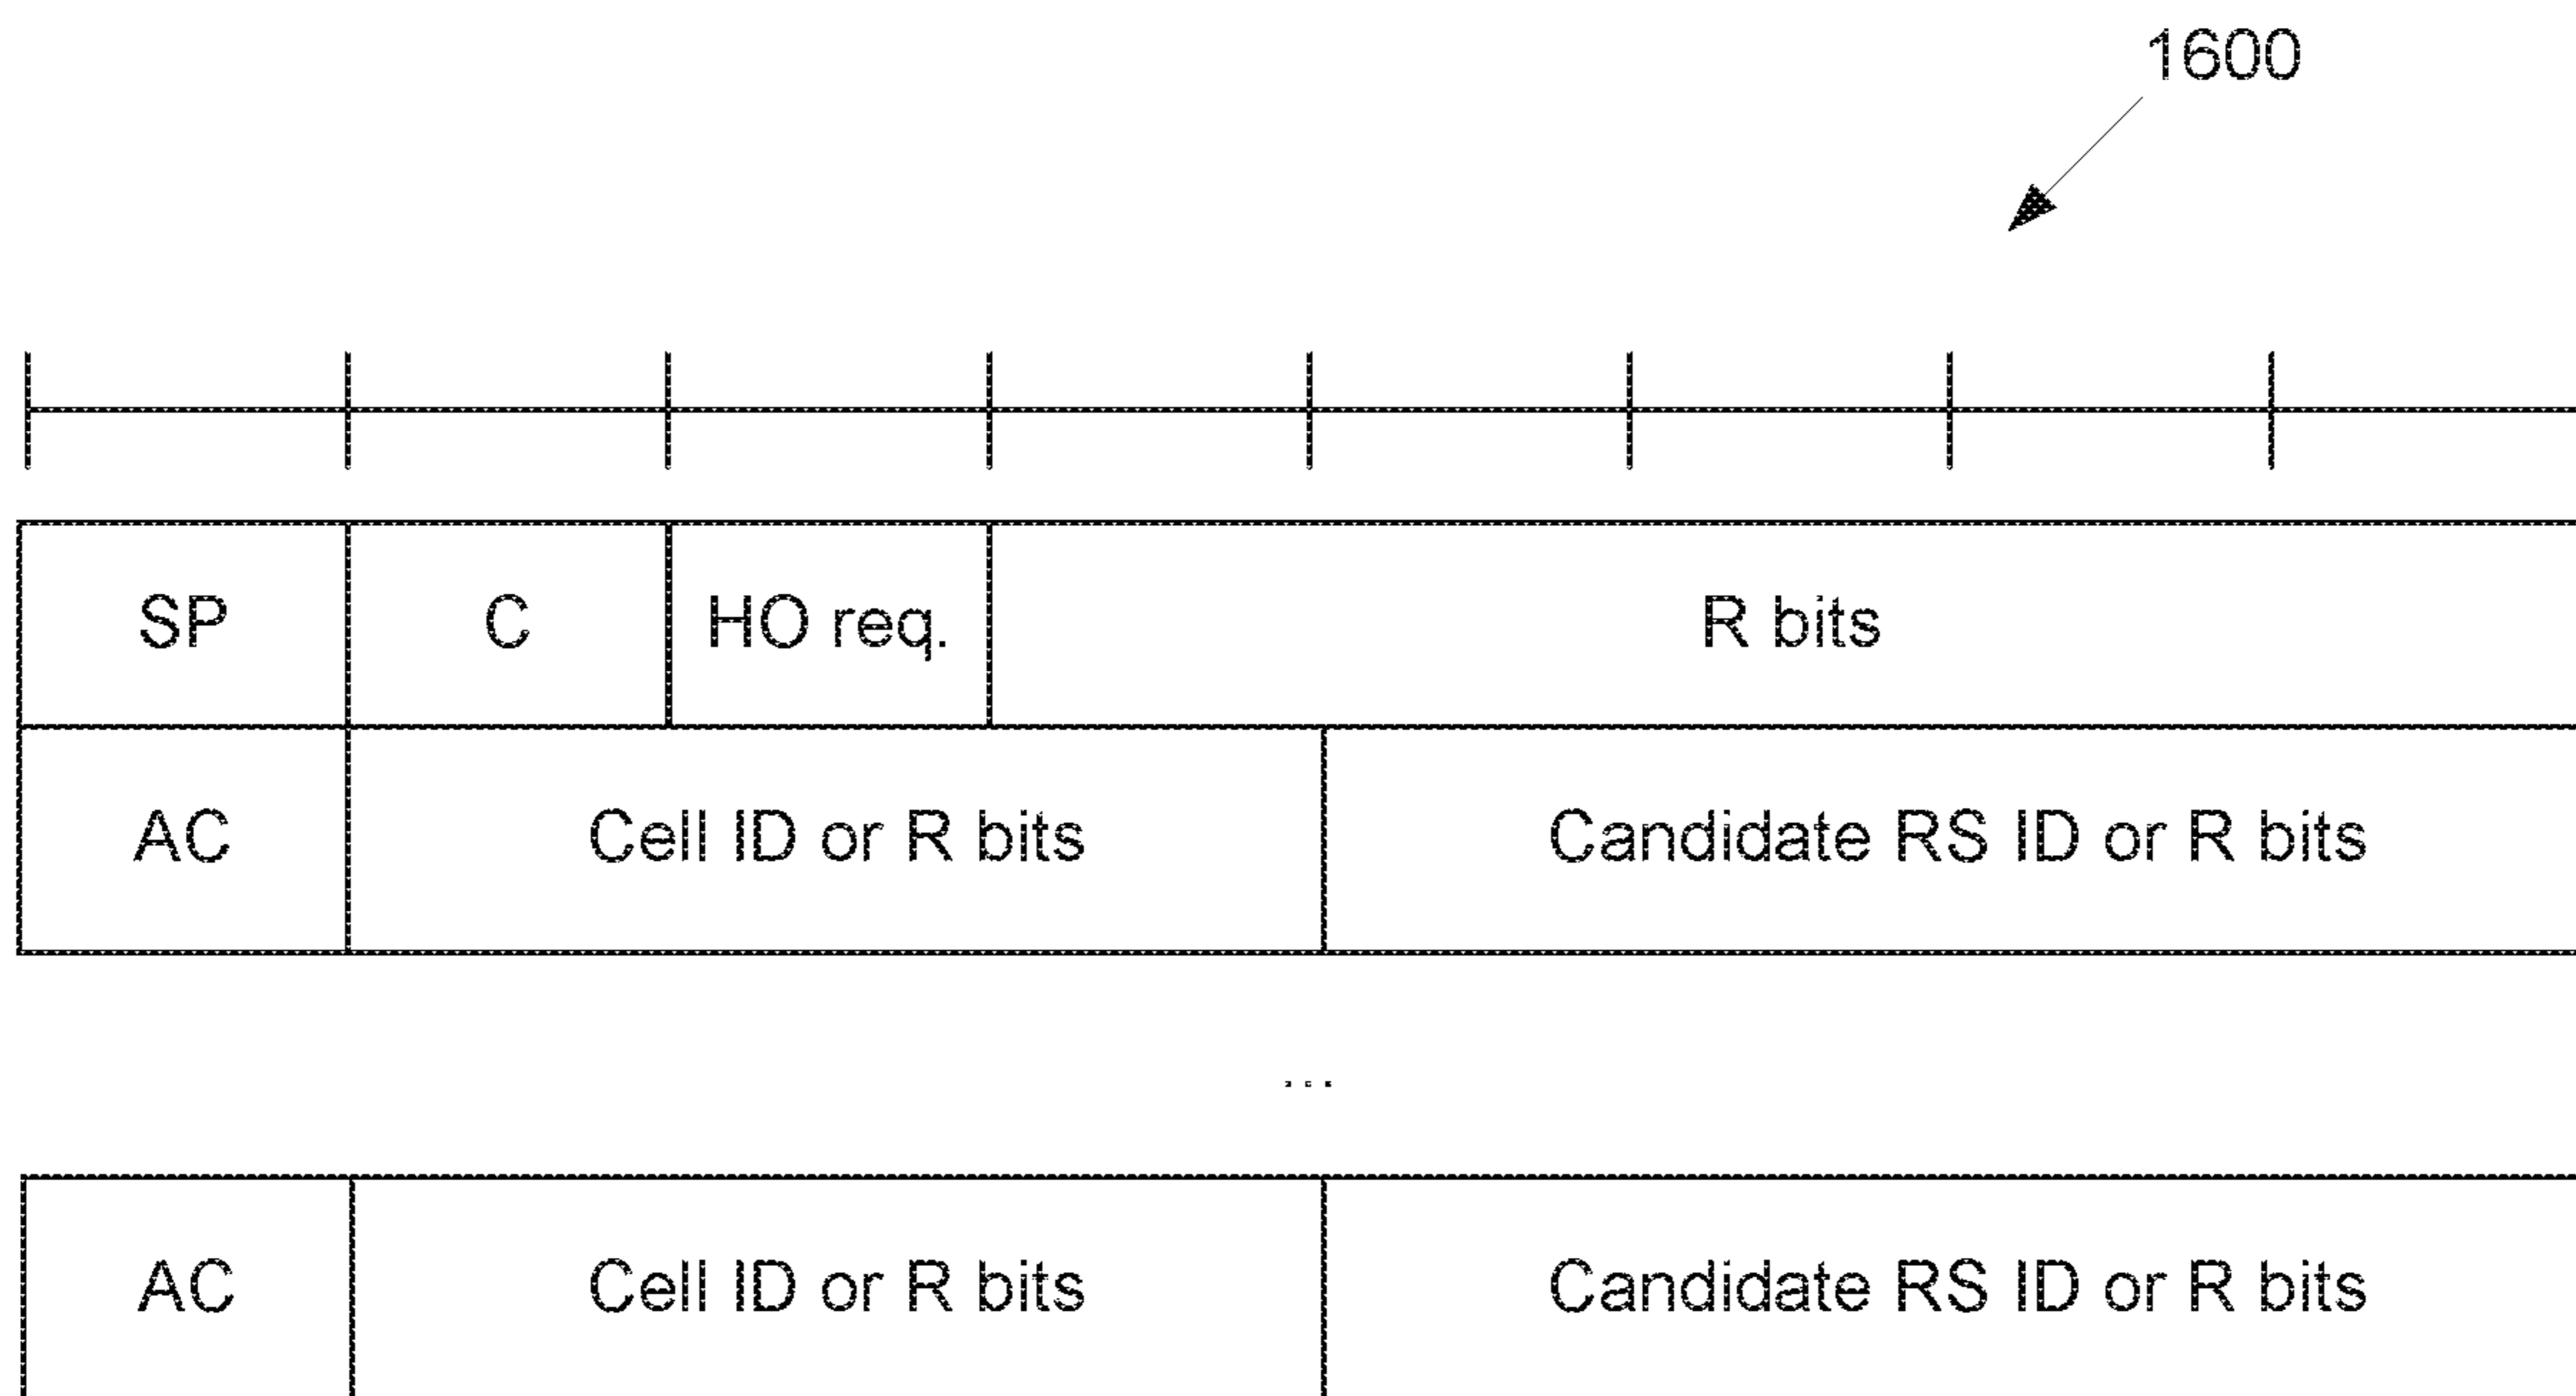 1600
SP C HO req. R bits
AC Cell ID or R bits Candidate RS ID or R bits
...
AC Cell ID or R bits Candidate RS ID or R bits